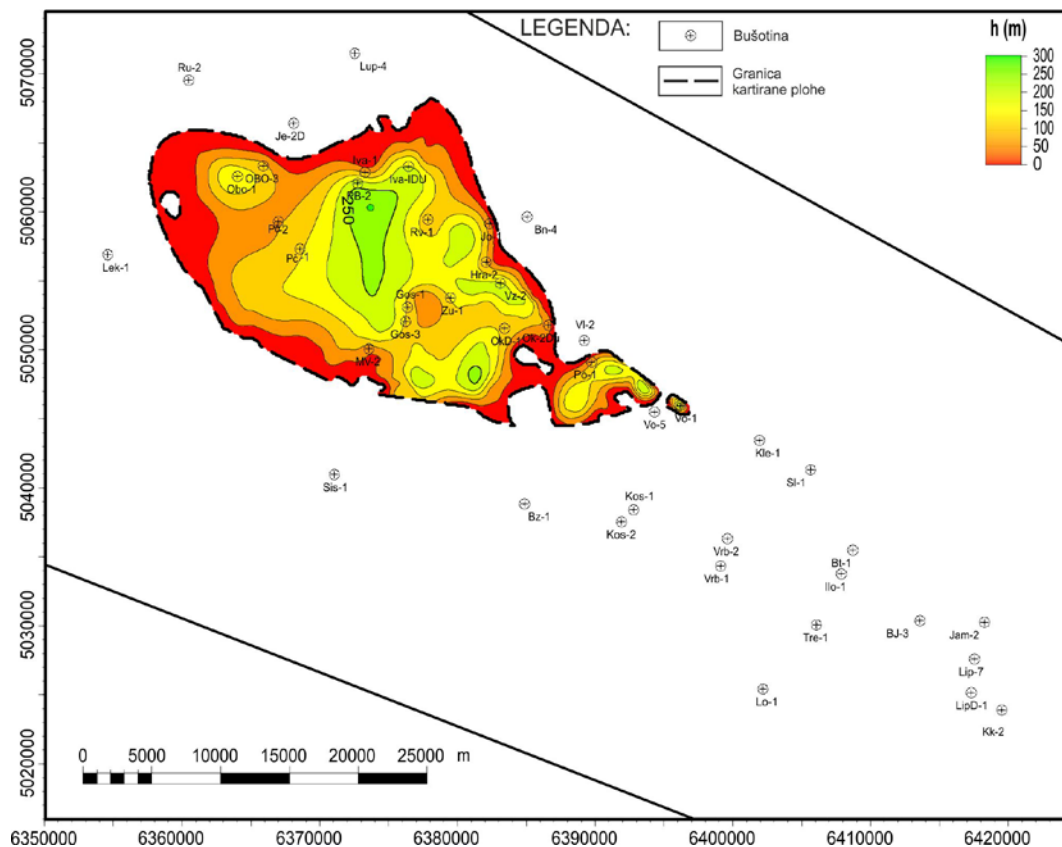 LEGENDA:
Bušotina
Granica
kartirane plohe
h (m)
300
250
200
150
100
50
0
Lup-4
Ru-2
Je-2D
Iva-1
OBO-3
Obo-1
Iva-IDU
RB-2
250
Pc-2
Rv-1
Bn-4
Pc-1
Lek-1
Hra-2
Vz-2
Gos-1
Zu-1
Gos-3
OkD-1
Ok-2Du
Vl-2
MV-2
Po-1
Vo-5
Vo-1
Kle-1
Sl-1
Sis-1
Bz-1
Kos-1
Kos-2
Vrb-2
Vrb-1
Bt-1
Ilo-1
Tre-1
BJ-3
Jam-2
Lip-7
Lo-1
LipD-1
Kk-2
0 5000 10000 15000 20000 25000 m
5070000
5060000
5050000
5040000
5030000
5020000
6350000 6360000 6370000 6380000 6390000 6400000 6410000 6420000